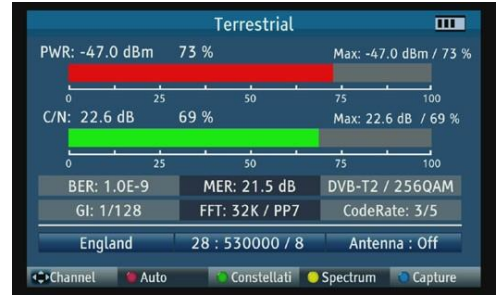 Terrestrial
PWR: -47.0 dBm 73 % Max: -47.0 dBm / 73 %
0 25 50 75 100
C/N: 22.6 dB 69 % Max: 22.6 dB / 69 %
0 25 50 75 100
BER: 1.0E-9 MER: 21.5 dB DVB-T2 / 256QAM
GI: 1/128 FFT: 32K / PP7 CodeRate: 3/5
England 28 : 530000 / 8 Antenna : Off
Channel Auto Constellati Spectrum Capture